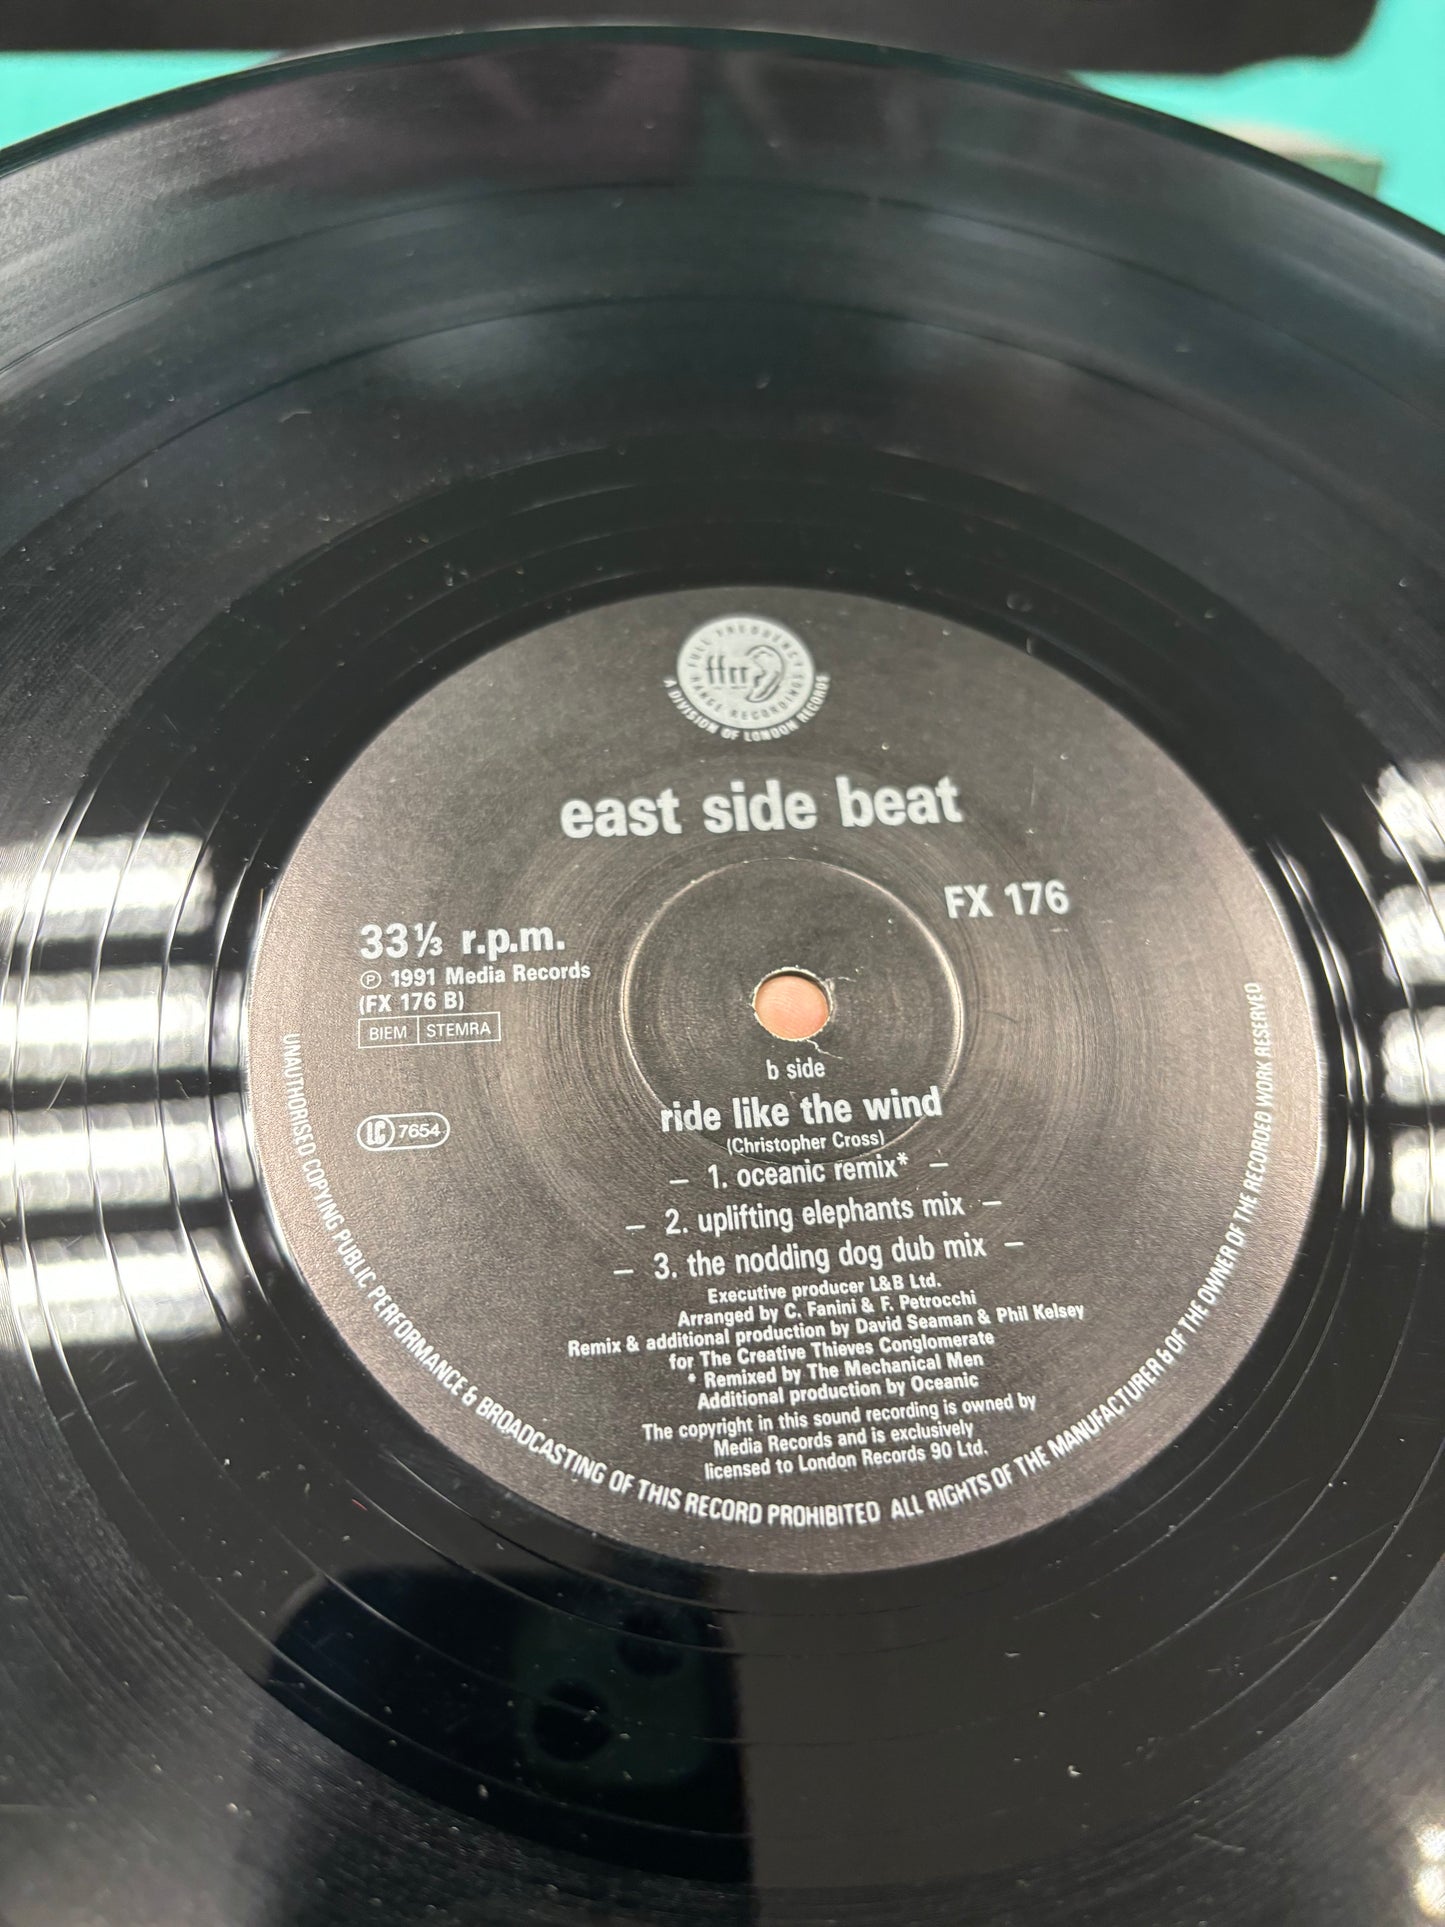 FULL FREQUENCY
ffrr
RANGE RECORDINGS
A DIVISION OF LONDON RECORDS
east side beat
FX 176
33⅓ r.p.m.
℗ 1991 Media Records
(FX 176 B)
BIEM STEMRA
LC 7654
b side
ride like the wind
(Christopher Cross)
– 1. oceanic remix* –
– 2. uplifting elephants mix –
– 3. the nodding dog dub mix –
Executive producer L&B Ltd.
Arranged by C. Fanini & F. Petrocchi
Remix & additional production by David Seaman & Phil Kelsey
for The Creative Thieves Conglomerate
* Remixed by The Mechanical Men
Additional production by Oceanic
The copyright in this sound recording is owned by
Media Records and is exclusively
licensed to London Records 90 Ltd.
UNAUTHORISED COPYING PUBLIC PERFORMANCE & BROADCASTING OF THIS RECORD PROHIBITED ALL RIGHTS OF THE MANUFACTURER & OF THE OWNER OF THE RECORDED WORK RESERVED